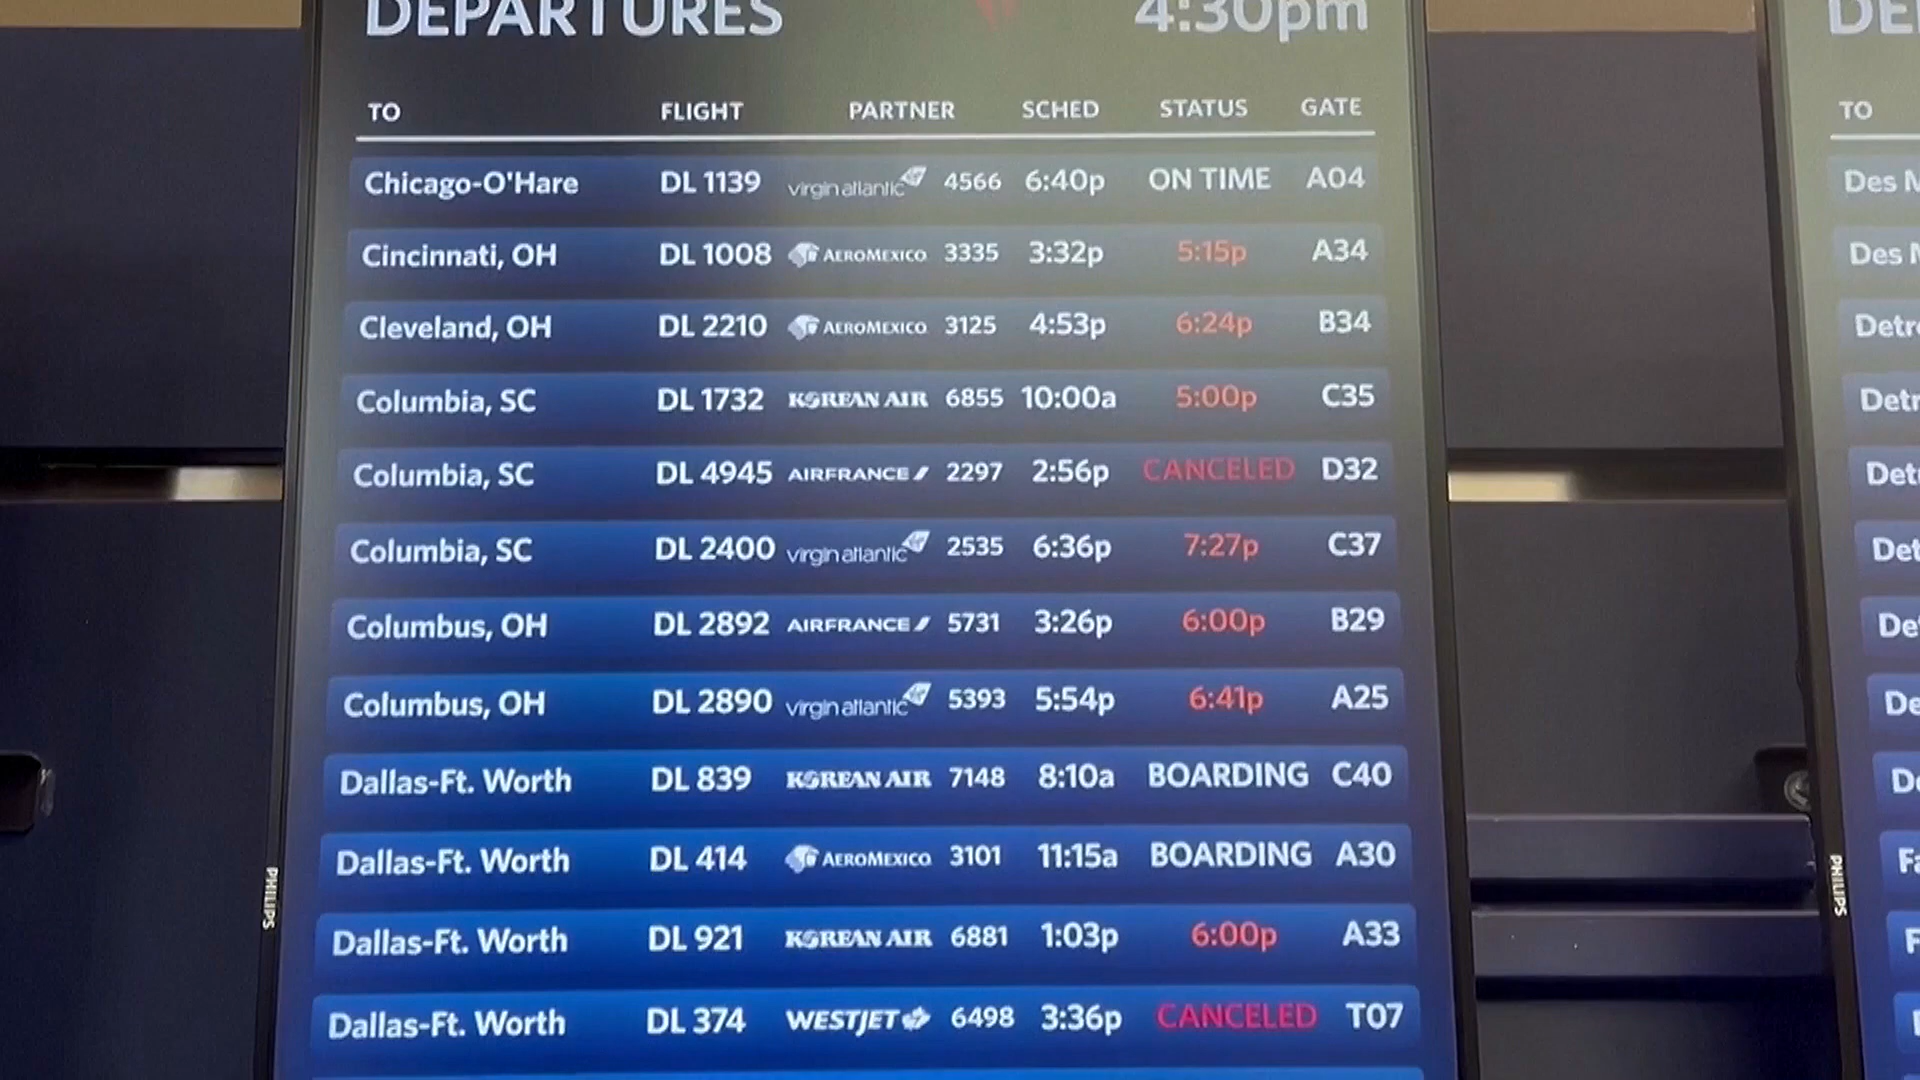 DEPARTURES 4:30pm
TO FLIGHT PARTNER SCHED STATUS GATE
Chicago-O'Hare DL 1139 virgin atlantic 4566 6:40p ON TIME A04
Cincinnati, OH DL 1008 AEROMEXICO 3335 3:32p 5:15p A34
Cleveland, OH DL 2210 AEROMEXICO 3125 4:53p 6:24p B34
Columbia, SC DL 1732 KOREAN AIR 6855 10:00a 5:00p C35
Columbia, SC DL 4945 AIRFRANCE 2297 2:56p CANCELED D32
Columbia, SC DL 2400 virgin atlantic 2535 6:36p 7:27p C37
Columbus, OH DL 2892 AIRFRANCE 5731 3:26p 6:00p B29
Columbus, OH DL 2890 virgin atlantic 5393 5:54p 6:41p A25
Dallas-Ft. Worth DL 839 KOREAN AIR 7148 8:10a BOARDING C40
Dallas-Ft. Worth DL 414 AEROMEXICO 3101 11:15a BOARDING A30
Dallas-Ft. Worth DL 921 KOREAN AIR 6881 1:03p 6:00p A33
Dallas-Ft. Worth DL 374 WESTJET 6498 3:36p CANCELED T07
PHILIPS
TO
Des
Des
PHILIPS